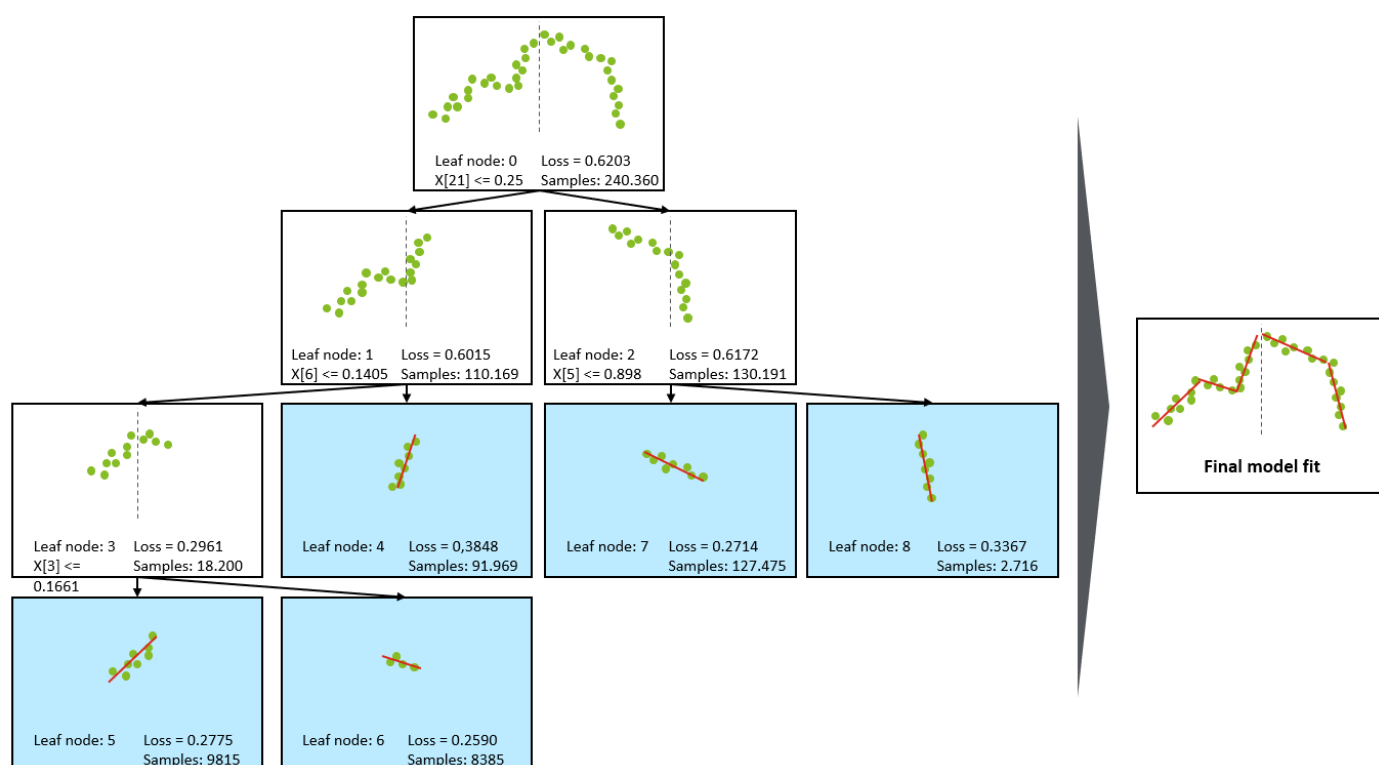 Leaf node: 0 Loss = 0.6203
X[21] <= 0.25 Samples: 240.360
Leaf node: 1 Loss = 0.6015
X[6] <= 0.1405 Samples: 110.169
Leaf node: 2 Loss = 0.6172
X[5] <= 0.898 Samples: 130.191
Final model fit
Leaf node: 3 Loss = 0.2961
X[3] <= Samples: 18.200
0.1661
Leaf node: 4 Loss = 0,3848
Samples: 91.969
Leaf node: 7 Loss = 0.2714
Samples: 127.475
Leaf node: 8 Loss = 0.3367
Samples: 2.716
Leaf node: 5 Loss = 0.2775
Samples: 9815
Leaf node: 6 Loss = 0.2590
Samples: 8385